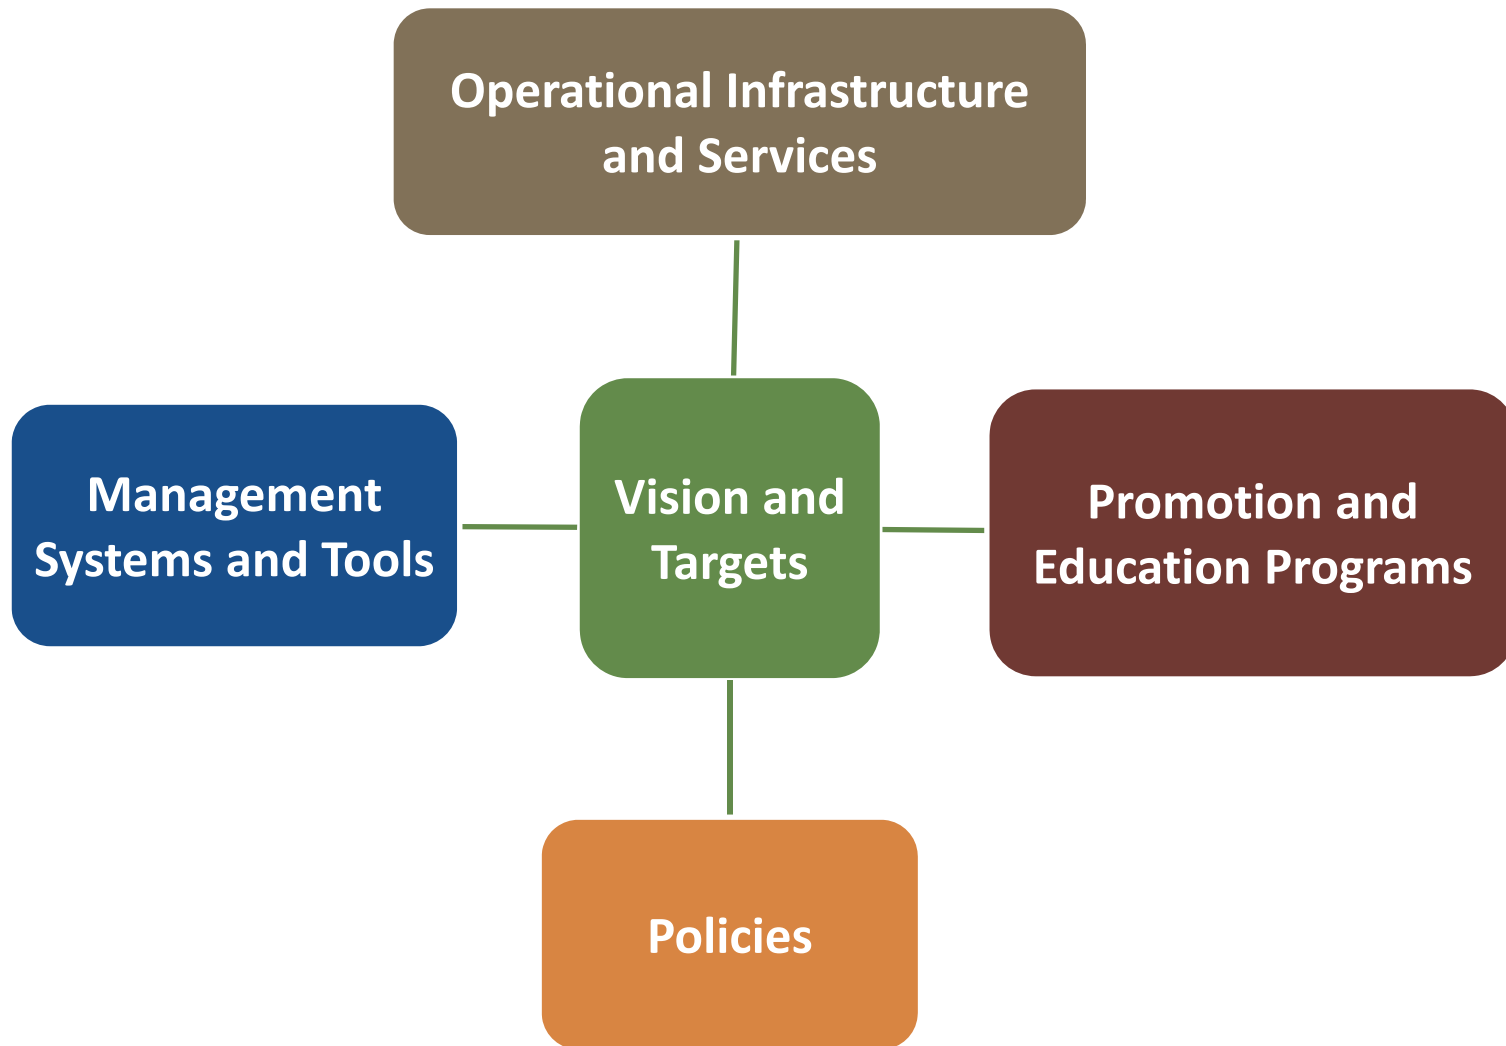 Operational Infrastructure
and Services
Management
Systems and Tools
Vision and
Targets
Promotion and
Education Programs
Policies